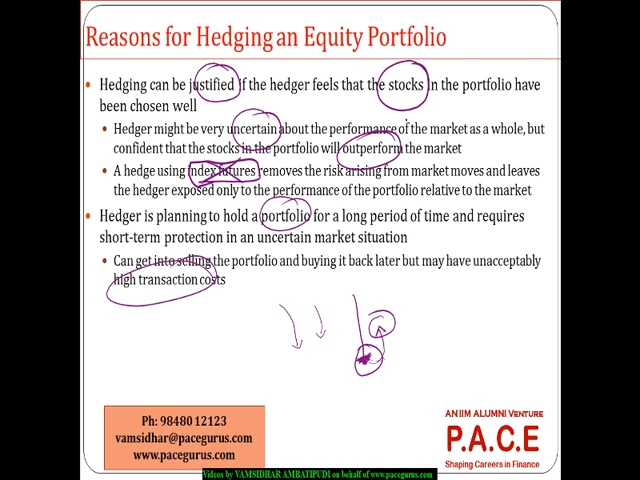 Reasons for Hedging an Equity Portfolio
Hedging can be justified if the hedger feels that the stocks in the portfolio have
been chosen well
Hedger might be very uncertain about the performance of the market as a whole, but
confident that the stocks in the portfolio will outperform the market
A hedge using index futures removes the risk arising from market moves and leaves
the hedger exposed only to the performance of the portfolio relative to the market
Hedger is planning to hold a portfolio for a long period of time and requires
short-term protection in an uncertain market situation
Can get into selling the portfolio and buying it back later but may have unacceptably
high transaction costs
Ph: 98480 12123
vamsidhar@pacegurus.com
www.pacegurus.com
AN IIM ALUMNI VENTURE
P.A.C.E
Shaping Careers in Finance
Videos by VAMSIDHAR AMBATIPUDI on behalf of www.pacegurus.com